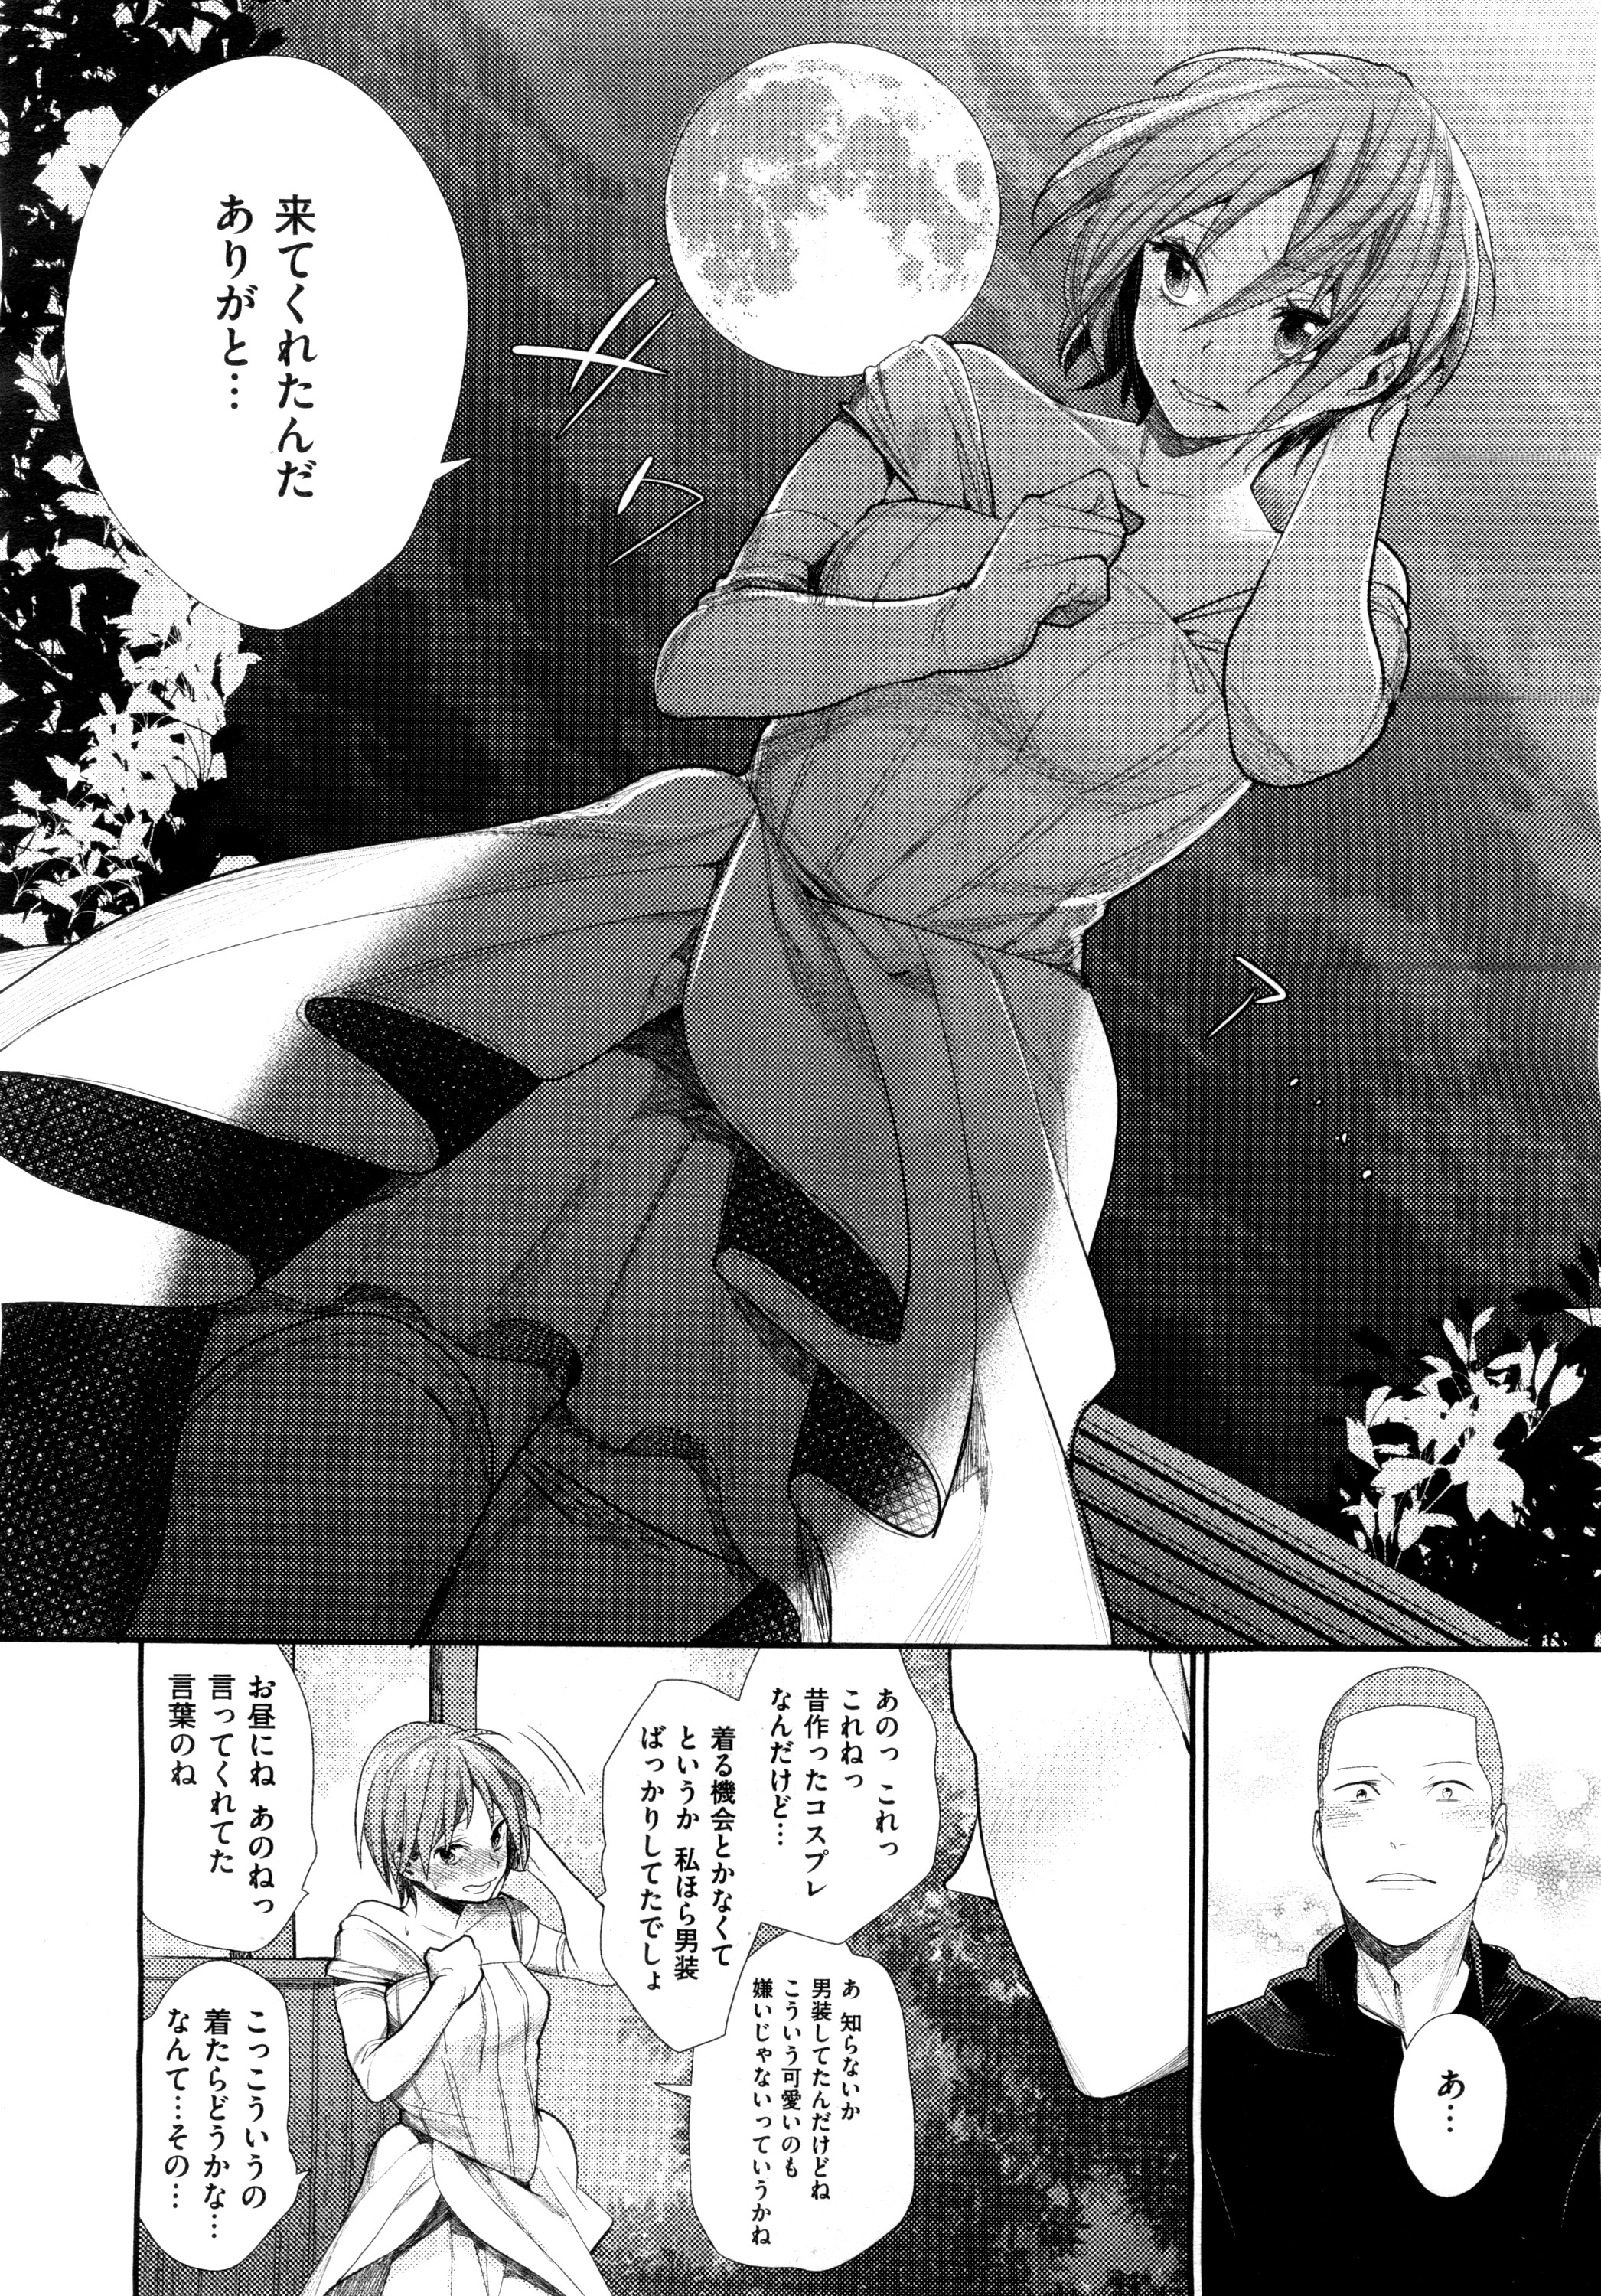 来てくれたんだ
ありがと…
あ…
あのっ これっ
これねっ
昔作ったコスプレ
なんだけど…
着る機会とかなくて
というか 私ほら男装
ばっかりしてたでしょ
あ 知らないか
男装してたんだけどね
こういう可愛いのも
嫌いじゃないっていうかね
お昼にね あのねっ
言ってくれてた
言葉のね
こっこういうの
着たらどうかな…
なんて…その…